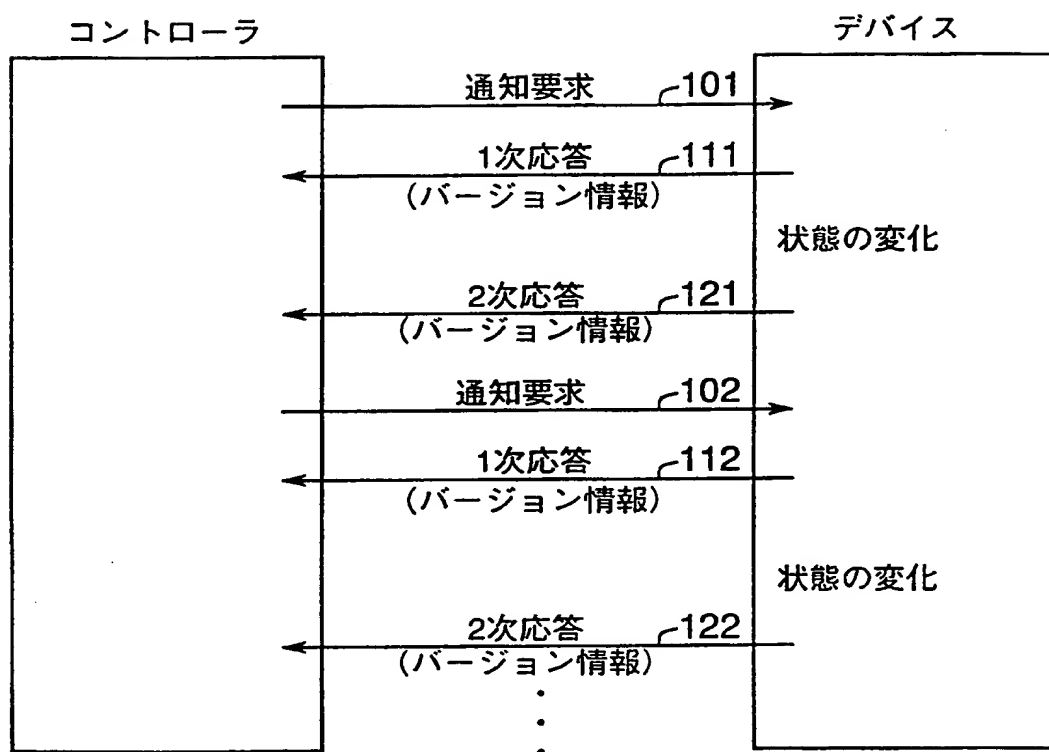 コントローラ
デバイス
通知要求 101
1次応答 111
(バージョン情報)
状態の変化
2次応答 121
(バージョン情報)
通知要求 102
1次応答 112
(バージョン情報)
状態の変化
2次応答 122
(バージョン情報)